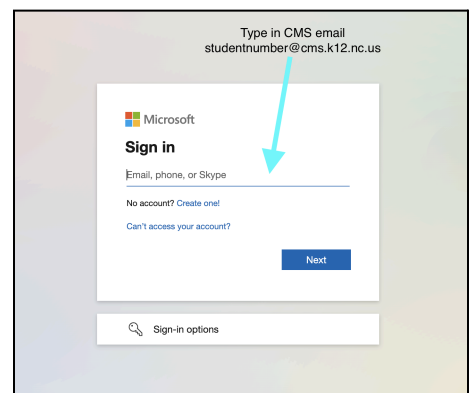 Type in CMS email
studentnumber@cms.k12.nc.us
Microsoft
Sign in
Email, phone, or Skype
No account? Create one!
Can't access your account?
Next
Sign-in options